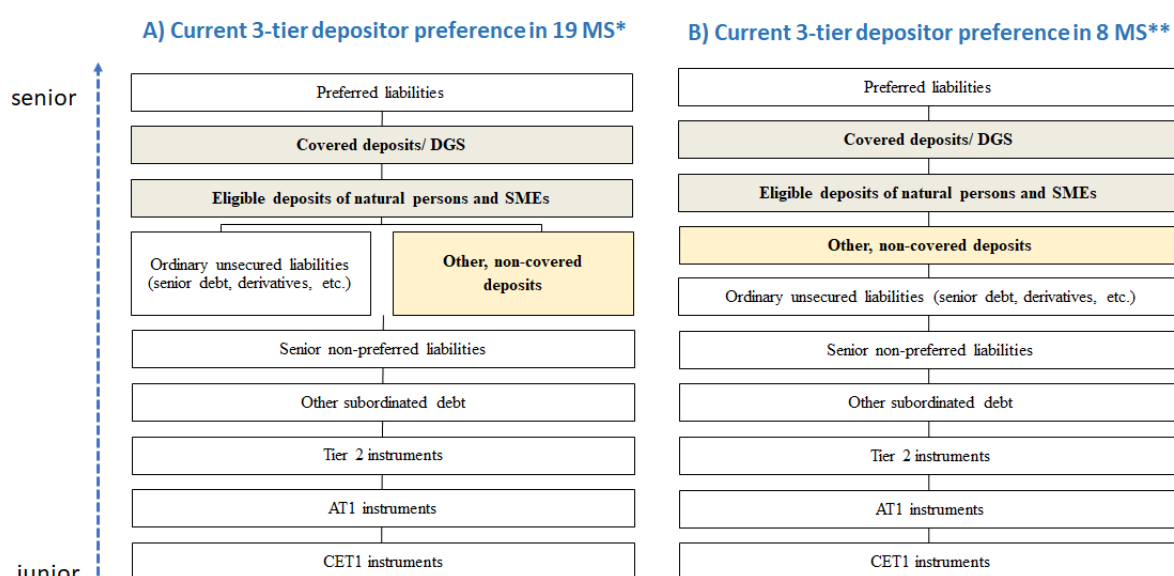 A) Current 3-tier depositor preference in 19 MS*
senior
Preferred liabilities
Covered deposits/ DGS
Eligible deposits of natural persons and SMEs
Ordinary unsecured liabilities
(senior debt, derivatives, etc.)
Other, non-covered
deposits
Senior non-preferred liabilities
Other subordinated debt
Tier 2 instruments
AT1 instruments
CET1 instruments
junior
B) Current 3-tier depositor preference in 8 MS**
Preferred liabilities
Covered deposits/ DGS
Eligible deposits of natural persons and SMEs
Other, non-covered deposits
Ordinary unsecured liabilities (senior debt, derivatives, etc.)
Senior non-preferred liabilities
Other subordinated debt
Tier 2 instruments
AT1 instruments
CET1 instruments